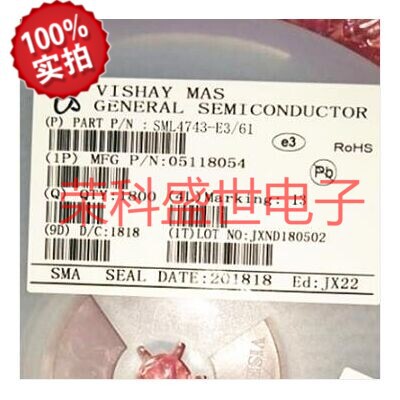 100%
实拍
VISHAY MAS
GENERAL SEMICONDUCTOR
(P) PART P/N : SML4743-E3/61
e3
RoHS
(1P) MFG P/N:05118054
Pb
(Q) QTY:1800 (4L)Marking: 13
荣科盛世电子
(9D) D/C:1818 (1T)LOT NO:JXND180502
SMA SEAL DATE:201818 Ed:JX22